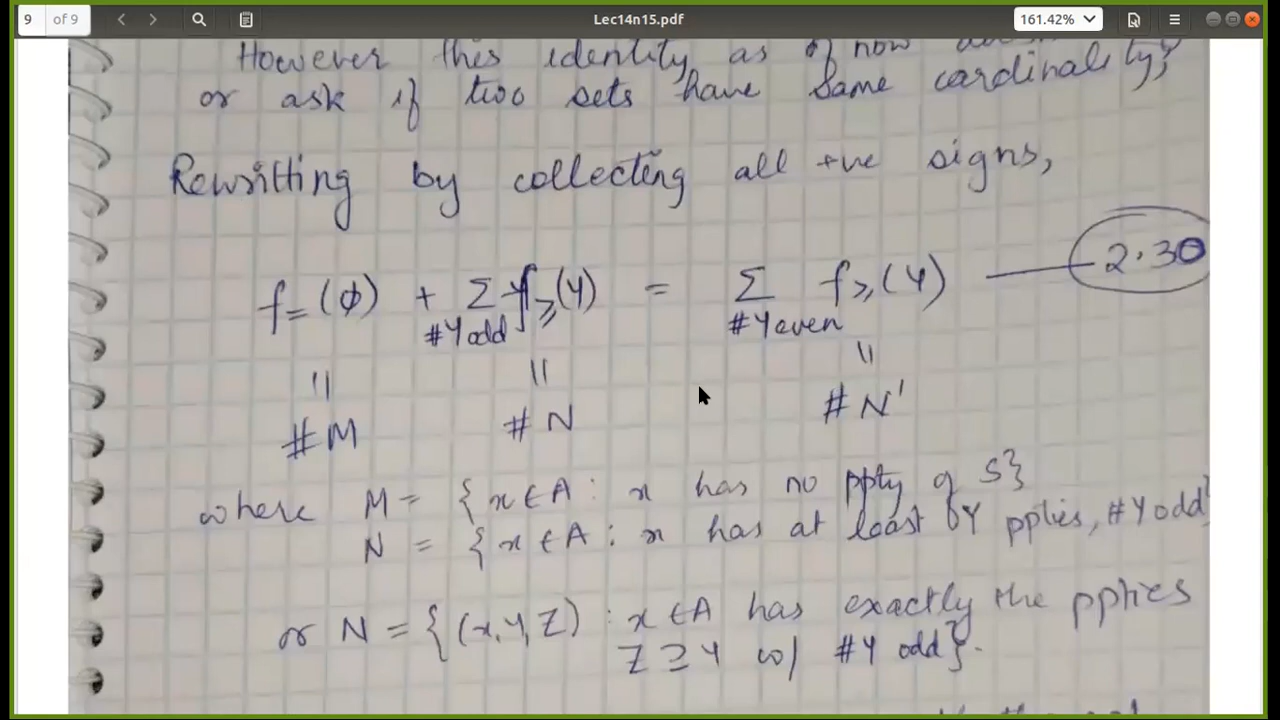 9 of 9
Lec14n15.pdf
161.42%
However this identity as of now
or ask if two sets have same cardinality,
Rewritting by collecting all +ve signs,
f=(φ) + Σ f≥(Y) = Σ f≥(Y) — 2.30
#Y odd #Y even
|| || ||
#M #N #N'
where M = {x ∈ A : x has no ppty of S}
N = {x ∈ A : x has at least Y ppties, #Y odd}
or N = {(x,Y,Z) : x ∈ A has exactly the ppties
Z ⊇ Y w/ #Y odd}.